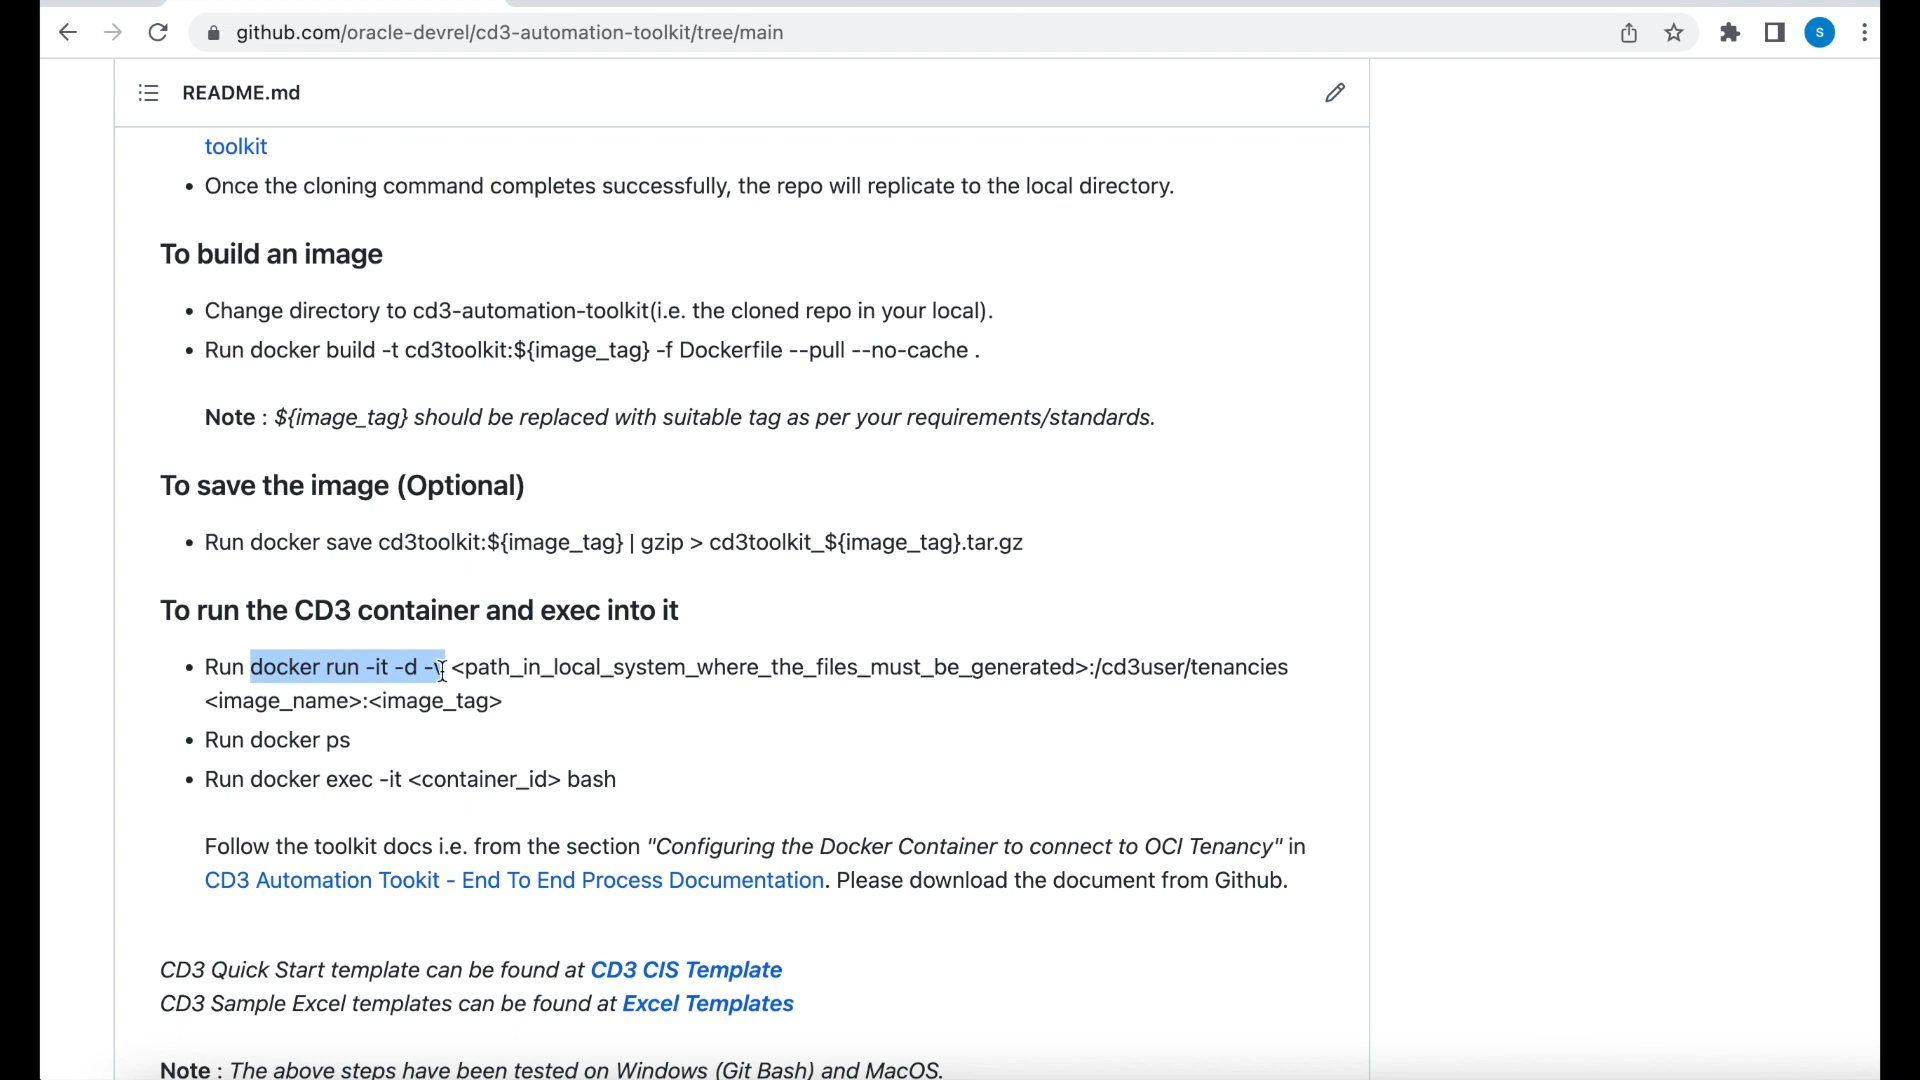 github.com/oracle-devrel/cd3-automation-toolkit/tree/main
S
README.md
toolkit
• Once the cloning command completes successfully, the repo will replicate to the local directory.
To build an image
• Change directory to cd3-automation-toolkit(i.e. the cloned repo in your local).
• Run docker build -t cd3toolkit:${image_tag} -f Dockerfile --pull --no-cache .
Note : ${image_tag} should be replaced with suitable tag as per your requirements/standards.
To save the image (Optional)
• Run docker save cd3toolkit:${image_tag} | gzip > cd3toolkit_${image_tag}.tar.gz
To run the CD3 container and exec into it
• Run docker run -it -d -v <path_in_local_system_where_the_files_must_be_generated>:/cd3user/tenancies
<image_name>:<image_tag>
• Run docker ps
• Run docker exec -it <container_id> bash
Follow the toolkit docs i.e. from the section "Configuring the Docker Container to connect to OCI Tenancy" in
CD3 Automation Tookit - End To End Process Documentation. Please download the document from Github.
CD3 Quick Start template can be found at CD3 CIS Template
CD3 Sample Excel templates can be found at Excel Templates
Note : The above steps have been tested on Windows (Git Bash) and MacOS.